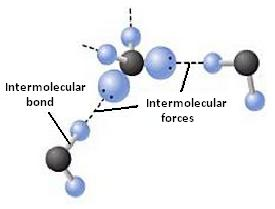 Intermolecular
bond
Intermolecular
forces